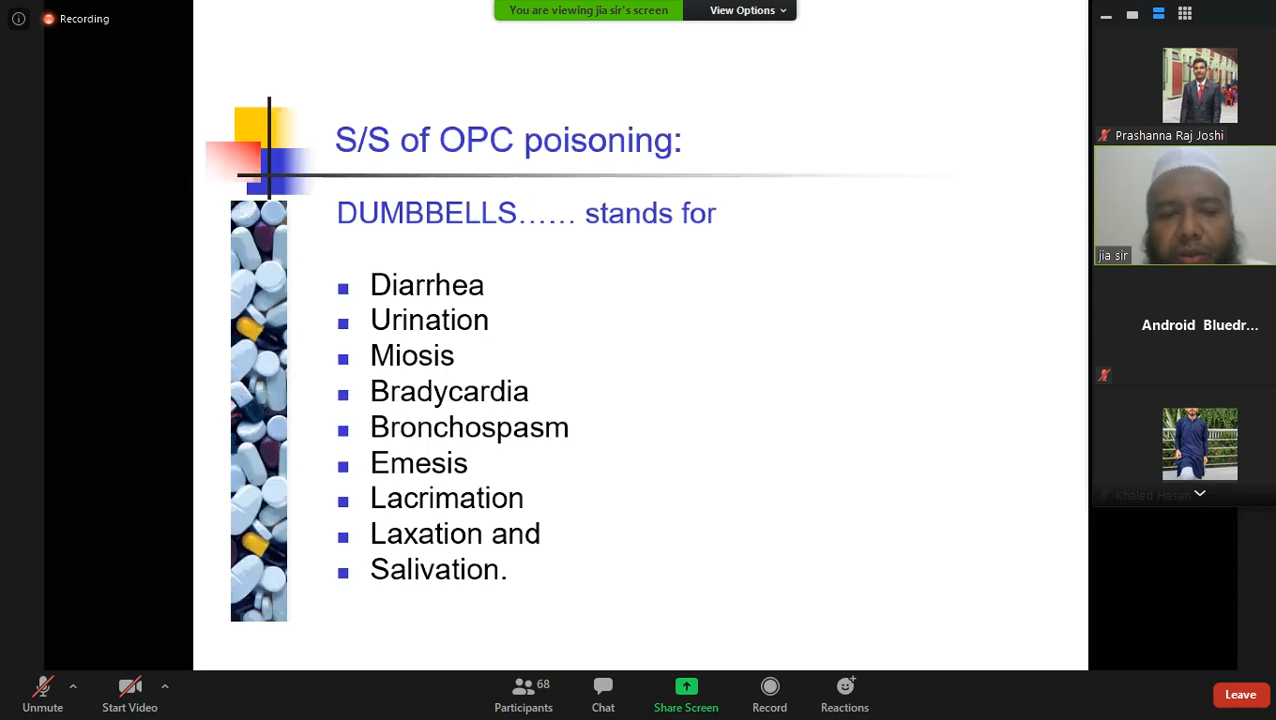 Recording
You are viewing jia sir's screen
View Options
S/S of OPC poisoning:
DUMBBELLS…… stands for
Diarrhea
Urination
Miosis
Bradycardia
Bronchospasm
Emesis
Lacrimation
Laxation and
Salivation.
Prashanna Raj Joshi
jia sir
Android Bluedr...
Khaled Hasan
Unmute
Start Video
68
Participants
Chat
Share Screen
Record
Reactions
Leave